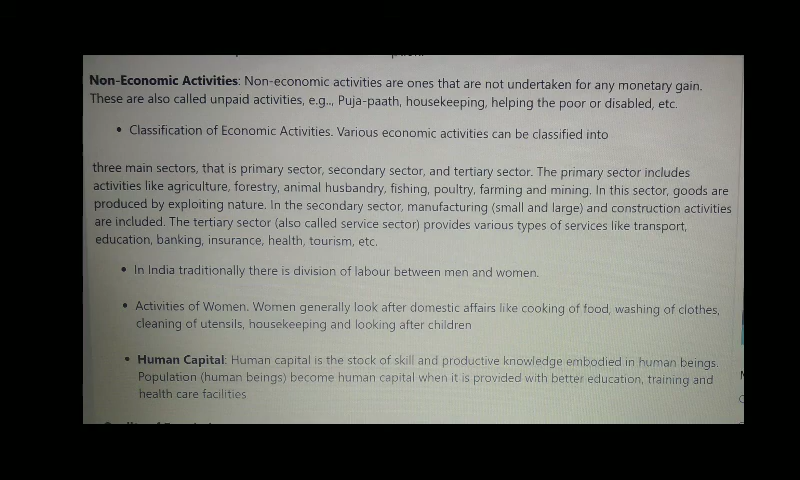 Non-Economic Activities: Non-economic activities are ones that are not undertaken for any monetary gain.
These are also called unpaid activities, e.g.., Puja-paath, housekeeping, helping the poor or disabled, etc.
• Classification of Economic Activities. Various economic activities can be classified into
three main sectors, that is primary sector, secondary sector, and tertiary sector. The primary sector includes
activities like agriculture, forestry, animal husbandry, fishing, poultry, farming and mining. In this sector, goods are
produced by exploiting nature. In the secondary sector, manufacturing (small and large) and construction activities
are included. The tertiary sector (also called service sector) provides various types of services like transport,
education, banking, insurance, health, tourism, etc.
• In India traditionally there is division of labour between men and women.
• Activities of Women. Women generally look after domestic affairs like cooking of food, washing of clothes,
cleaning of utensils, housekeeping and looking after children
• Human Capital: Human capital is the stock of skill and productive knowledge embodied in human beings.
Population (human beings) become human capital when it is provided with better education, training and
health care facilities